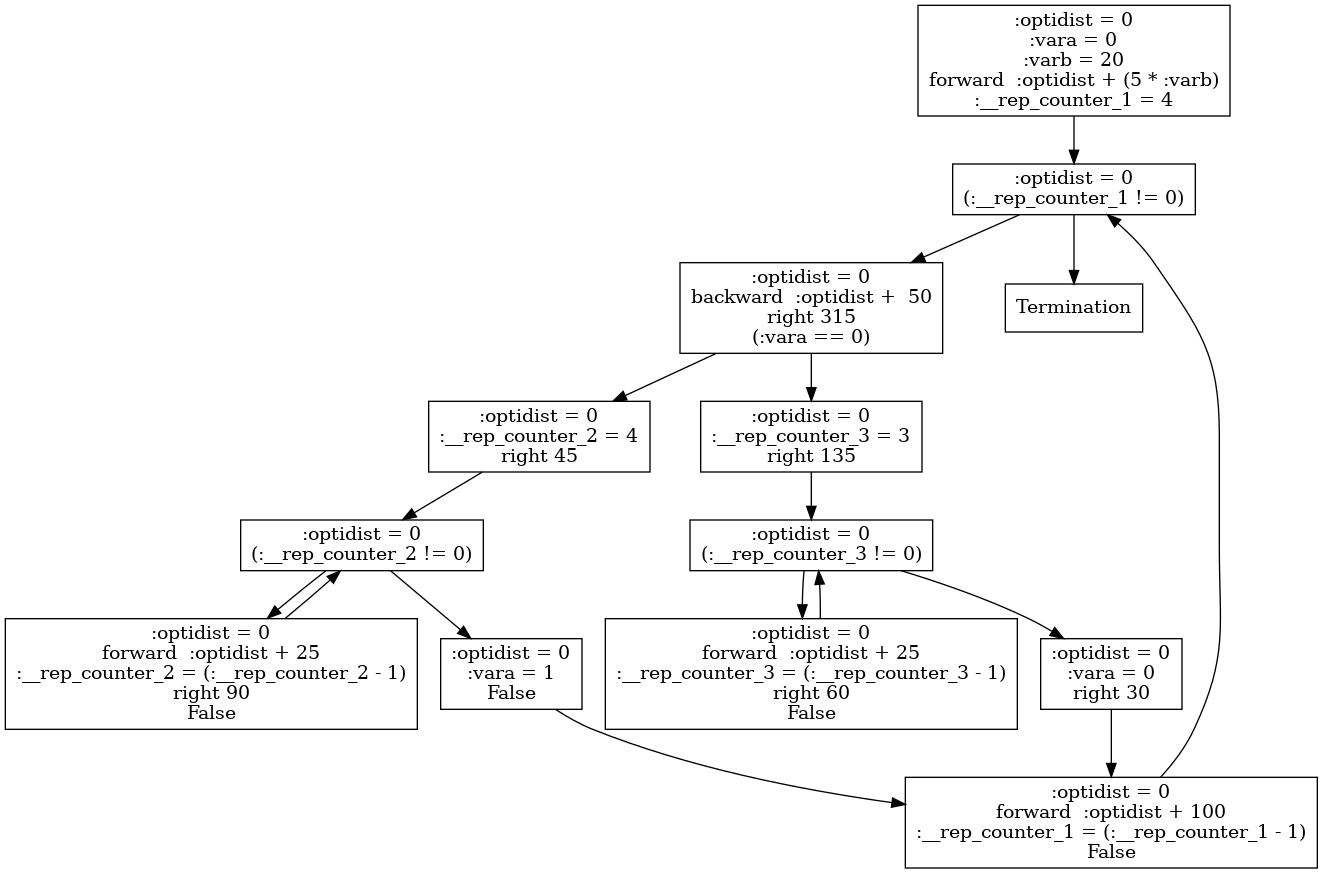 :optidist = 0
:vara = 0
:varb = 20
forward  :optidist + (5 * :varb)
:__rep_counter_1 = 4
:optidist = 0
(:__rep_counter_1 != 0)
:optidist = 0
backward  :optidist +  50
right 315
(:vara == 0)
Termination
:optidist = 0
:__rep_counter_2 = 4
right 45
:optidist = 0
:__rep_counter_3 = 3
right 135
:optidist = 0
(:__rep_counter_2 != 0)
:optidist = 0
(:__rep_counter_3 != 0)
:optidist = 0
forward  :optidist + 25
:__rep_counter_2 = (:__rep_counter_2 - 1)
right 90
False
:optidist = 0
:vara = 1
False
:optidist = 0
forward  :optidist + 25
:__rep_counter_3 = (:__rep_counter_3 - 1)
right 60
False
:optidist = 0
:vara = 0
right 30
:optidist = 0
forward  :optidist + 100
:__rep_counter_1 = (:__rep_counter_1 - 1)
False